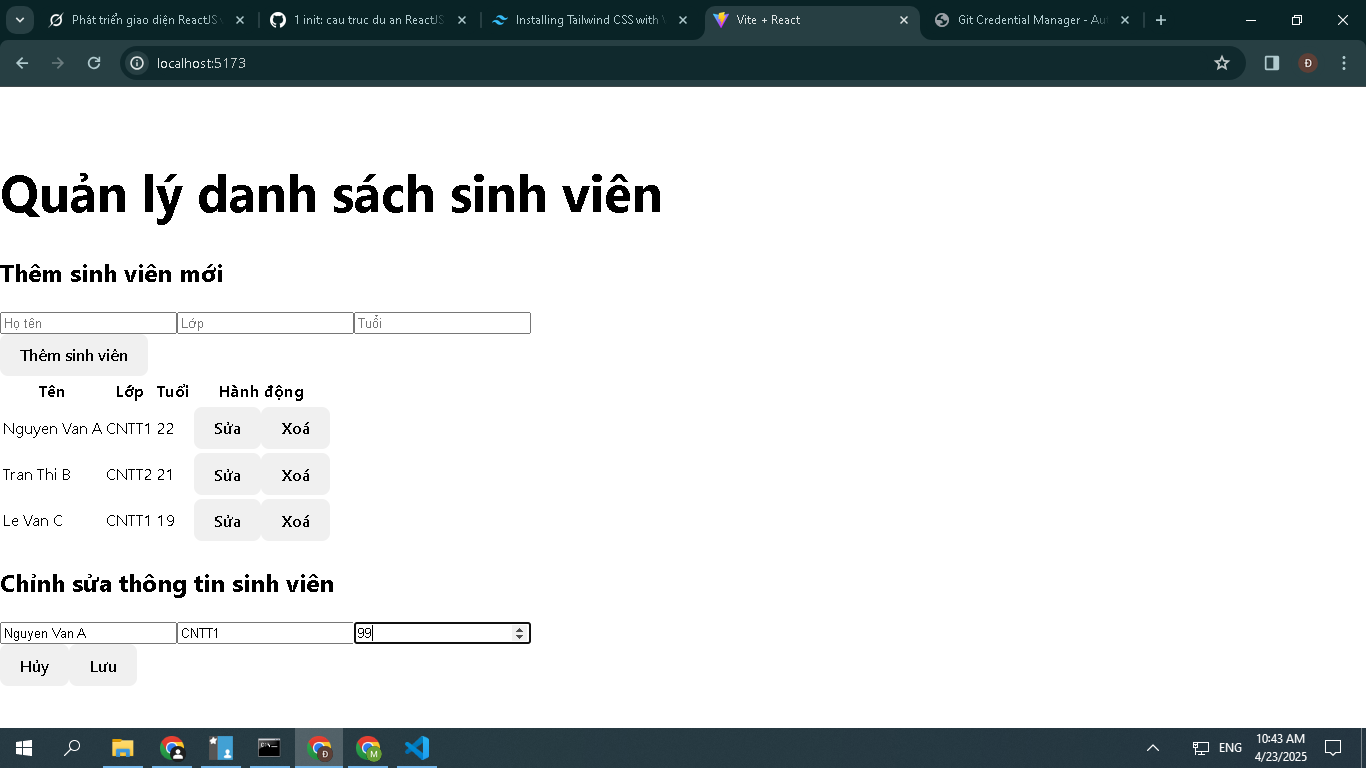 Phát triển giao diện ReactJS
1 init: cau truc du an ReactJS
Installing Tailwind CSS with
Vite + React
Git Credential Manager - Au
localhost:5173
Đ
Quản lý danh sách sinh viên
Thêm sinh viên mới
Họ tên Lớp Tuổi
Thêm sinh viên
Tên Lớp Tuổi Hành động
Nguyen Van A CNTT1 22 Sửa Xoá
Tran Thi B CNTT2 21 Sửa Xoá
Le Van C CNTT1 19 Sửa Xoá
Chỉnh sửa thông tin sinh viên
Nguyen Van A CNTT1 99
Hủy Lưu
ENG
10:43 AM
4/23/2025